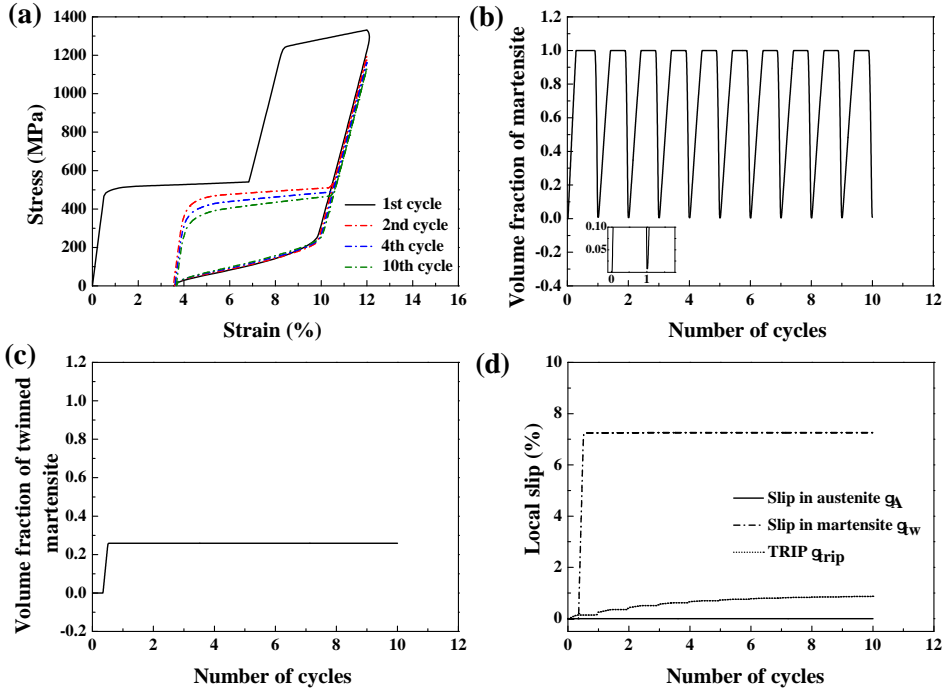 (a)
1400
1200
1000
800
600
400
200
0
Stress (MPa)
1st cycle
2nd cycle
4th cycle
10th cycle
0 2 4 6 8 10 12 14 16
Strain (%)
(b)
1.2
1.0
0.8
0.6
0.4
0.2
0.0
-0.2
-0.4
Volume fraction of martensite
0.10
0.05
0 1
0 2 4 6 8 10 12
Number of cycles
(c)
1.2
1.0
0.8
0.6
0.4
0.2
0.0
-0.2
Volume fraction of twinned
martensite
0 2 4 6 8 10 12
Number of cycles
(d)
10
8
6
4
2
0
Local slip (%)
Slip in austenite gA
Slip in martensite gtw
TRIP gtrip
0 2 4 6 8 10 12
Number of cycles